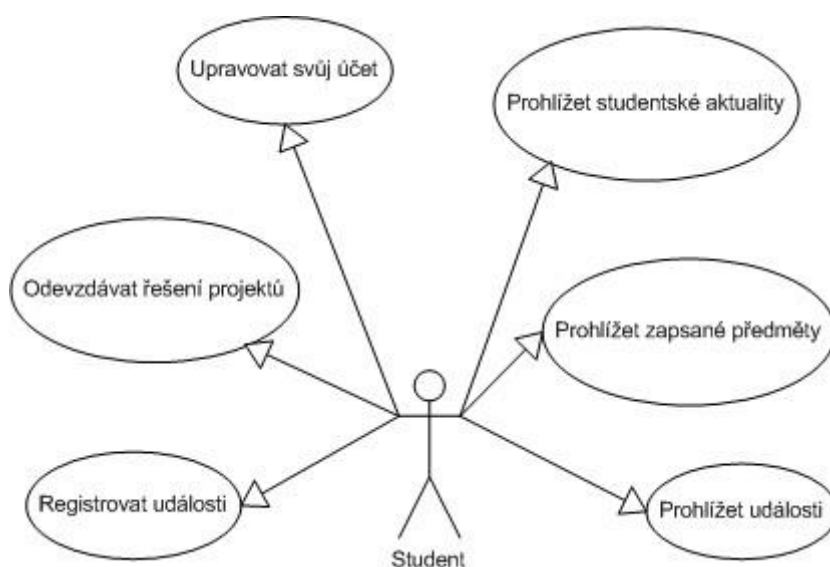 Upravovat svůj účet
Prohlížet studentské aktuality
Odevzdávat řešení projektů
Prohlížet zapsané předměty
Registrovat události
Prohlížet události
Student